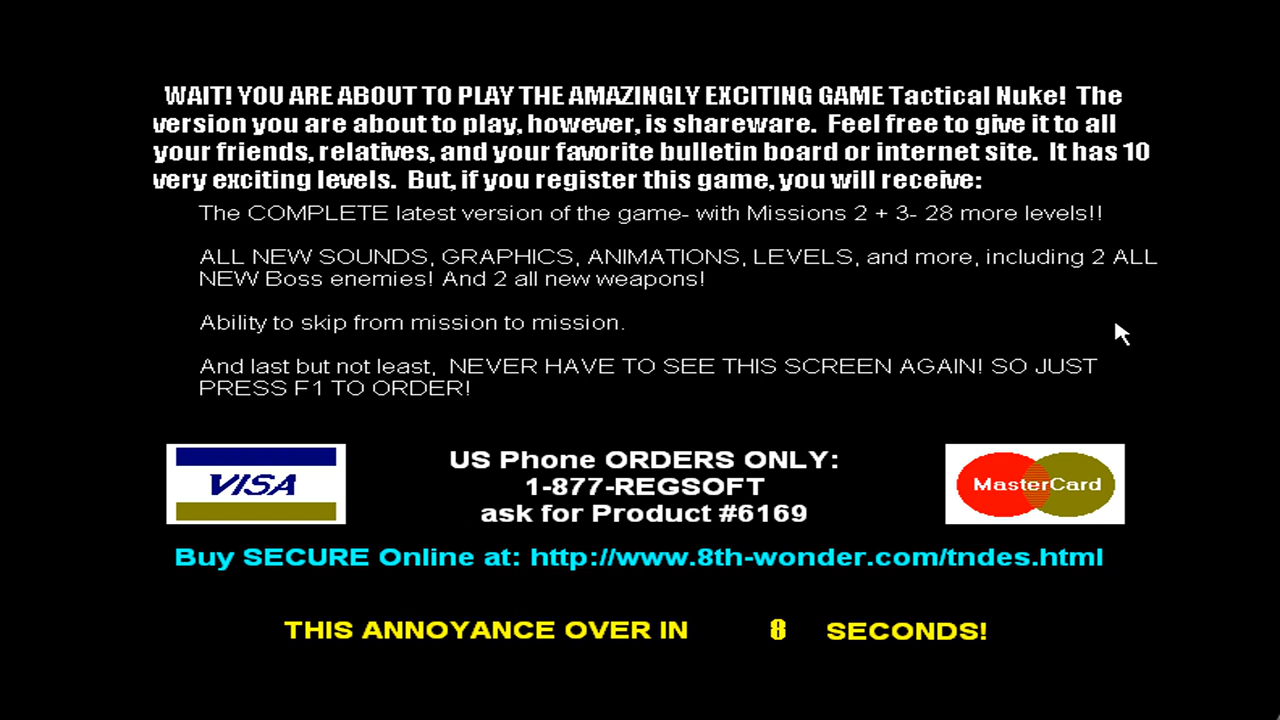 WAIT! YOU ARE ABOUT TO PLAY THE AMAZINGLY EXCITING GAME Tactical Nuke!  The
version you are about to play, however, is shareware.  Feel free to give it to all
your friends, relatives, and your favorite bulletin board or internet site.  It has 10
very exciting levels.  But, if you register this game, you will receive:
The COMPLETE latest version of the game- with Missions 2 + 3- 28 more levels!!
ALL NEW SOUNDS, GRAPHICS, ANIMATIONS, LEVELS, and more, including 2 ALL
NEW Boss enemies! And 2 all new weapons!
Ability to skip from mission to mission.
And last but not least,  NEVER HAVE TO SEE THIS SCREEN AGAIN! SO JUST
PRESS F1 TO ORDER!
VISA
US Phone ORDERS ONLY:
1-877-REGSOFT
ask for Product #6169
MasterCard
Buy SECURE Online at: http://www.8th-wonder.com/tndes.html
THIS ANNOYANCE OVER IN 8 SECONDS!